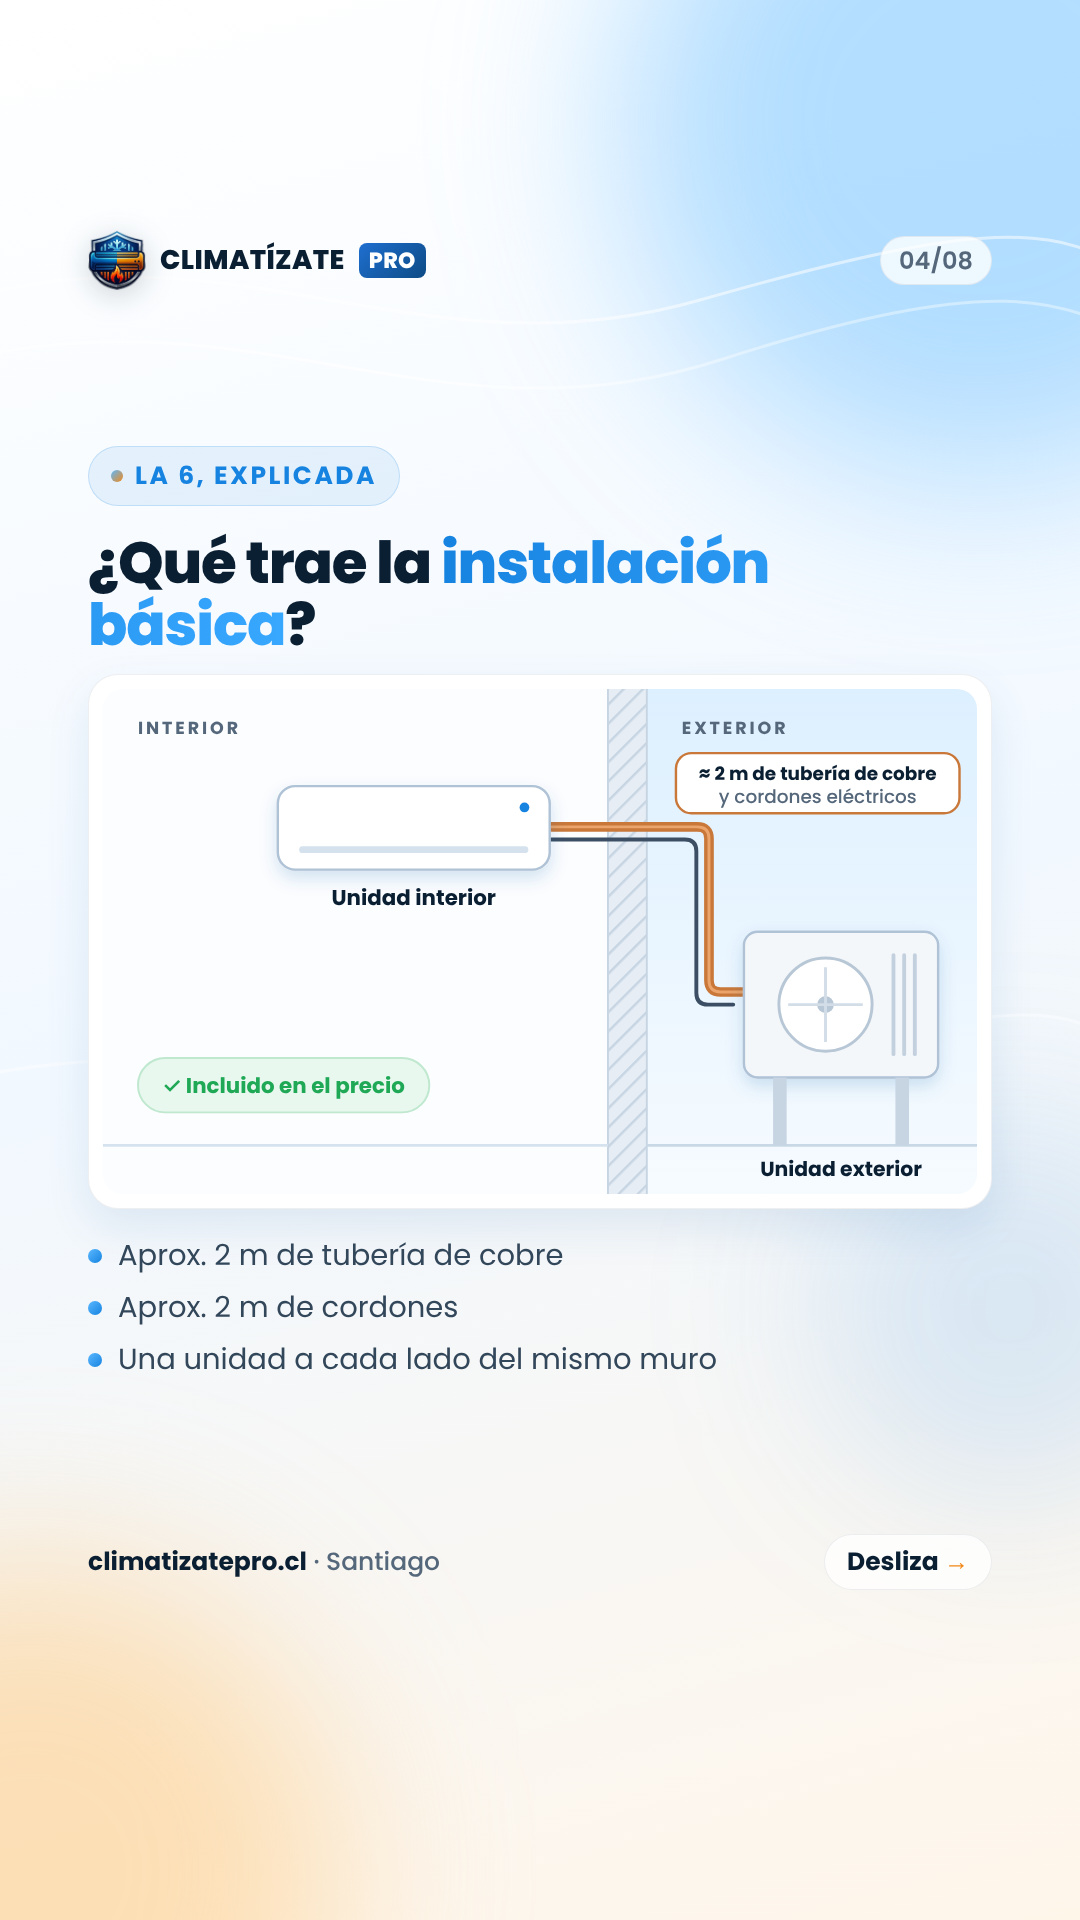 CLIMATÍZATE PRO
04/08
LA 6, EXPLICADA
¿Qué trae la instalación
básica?
INTERIOR
EXTERIOR
≈ 2 m de tubería de cobre
y cordones eléctricos
Unidad interior
✓ Incluido en el precio
Unidad exterior
Aprox. 2 m de tubería de cobre
Aprox. 2 m de cordones
Una unidad a cada lado del mismo muro
climatizatepro.cl · Santiago
Desliza →